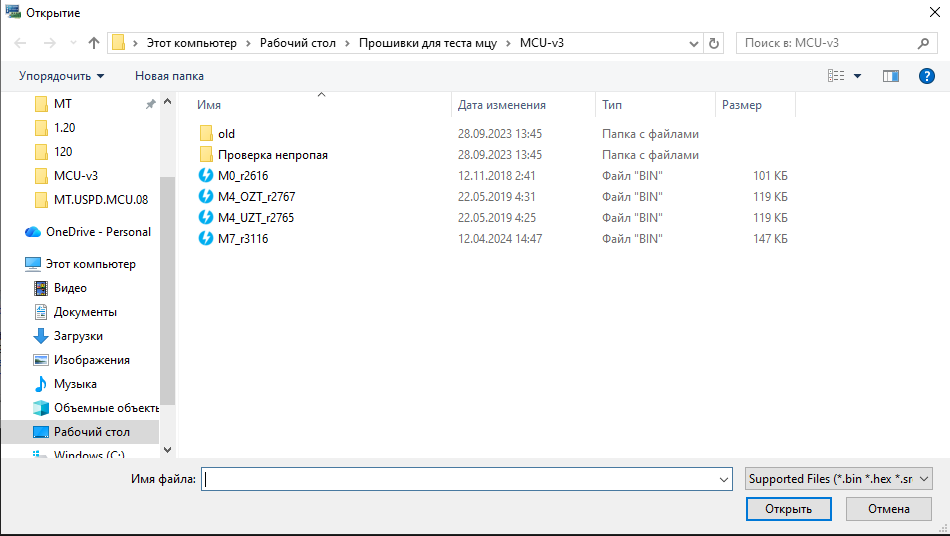 Открытие
Этот компьютер › Рабочий стол › Прошивки для теста мцу › MCU-v3
Поиск в: MCU-v3
Упорядочить
Новая папка
MT
1.20
120
MCU-v3
MT.USPD.MCU.08
OneDrive - Personal
Этот компьютер
Видео
Документы
Загрузки
Изображения
Музыка
Объемные объекть
Рабочий стол
Windows (C:)
Имя Дата изменения Тип Размер
old 28.09.2023 13:45 Папка с файлами
Проверка непропая 28.09.2023 13:45 Папка с файлами
M0_r2616 12.11.2018 2:41 Файл "BIN" 101 КБ
M4_OZT_r2767 22.05.2019 4:31 Файл "BIN" 119 КБ
M4_UZT_r2765 22.05.2019 4:25 Файл "BIN" 119 КБ
M7_r3116 12.04.2024 14:47 Файл "BIN" 147 КБ
Имя файла:
Supported Files (*.bin *.hex *.sr
Открыть
Отмена